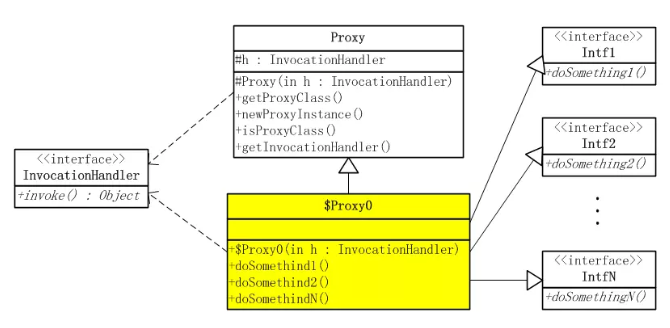 Proxy
#h : InvocationHandler
#Proxy(in h : InvocationHandler)
+getProxyClass()
+newProxyInstance()
+isProxyClass()
+getInvocationHandler()
<<interface>>
InvocationHandler
+invoke() : Object
$Proxy0
+$Proxy0(in h : InvocationHandler)
+doSomethind1()
+doSomethind2()
+doSomethindN()
<<interface>>
Intf1
+doSomething1()
<<interface>>
Intf2
+doSomething2()
<<interface>>
IntfN
+doSomethingN()